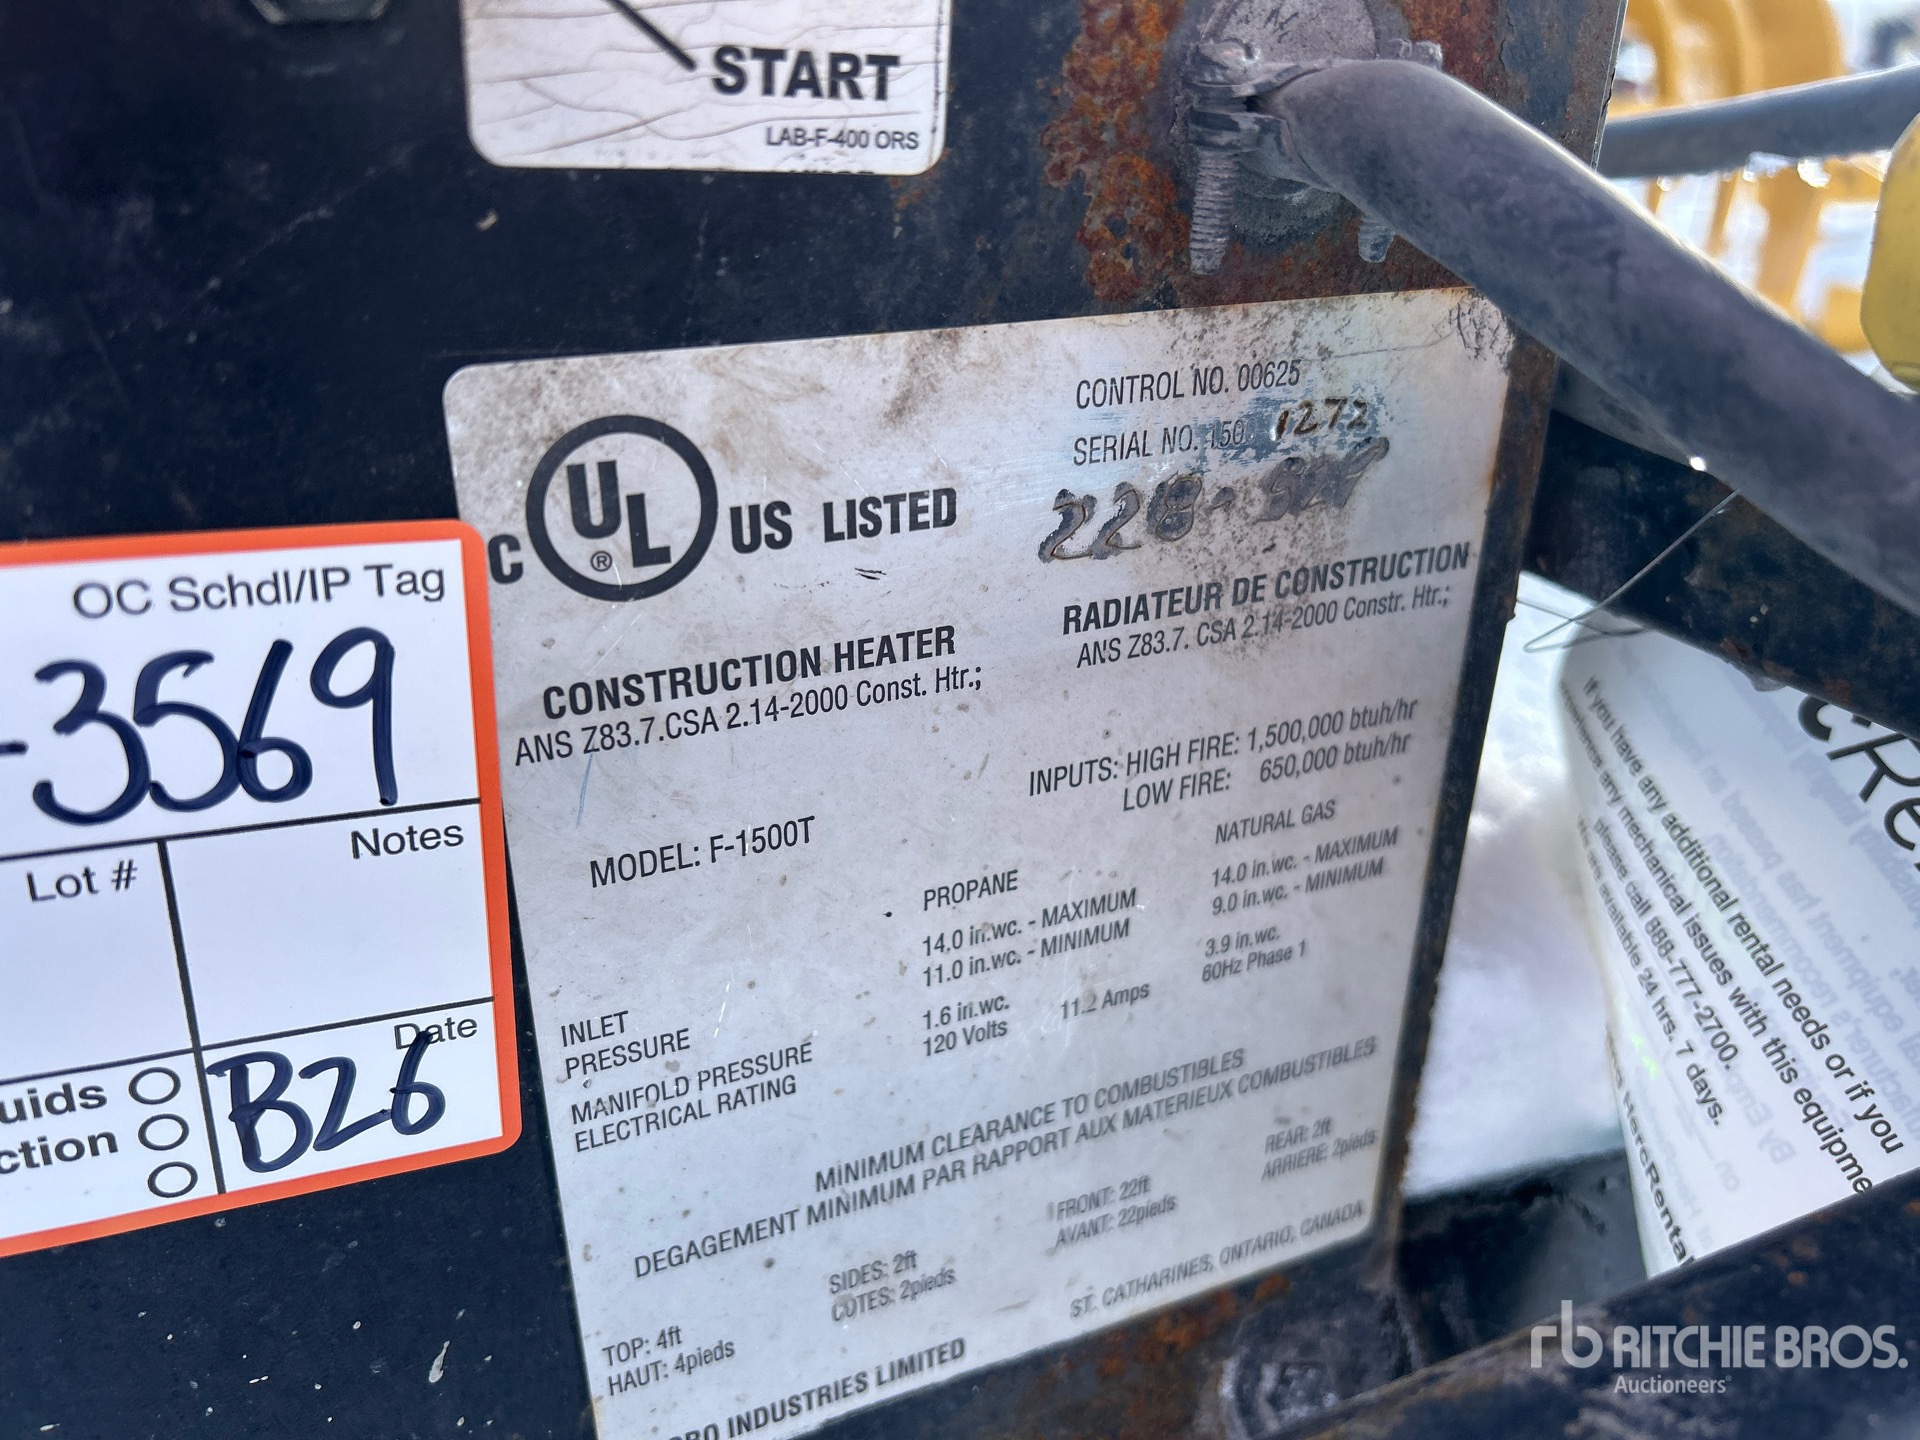 START
LAB-F-400 ORS
CONTROL NO. 00625
SERIAL NO. 150 1272
228-
C UL ® US LISTED
CONSTRUCTION HEATER
ANS Z83.7.CSA 2.14-2000 Const. Htr.;
RADIATEUR DE CONSTRUCTION
ANS Z83.7. CSA 2.14-2000 Constr. Htr.;
INPUTS: HIGH FIRE: 1,500,000 btuh/hr
LOW FIRE: 650,000 btuh/hr
MODEL: F-1500T
PROPANE
NATURAL GAS
14.0 in.wc. - MAXIMUM
11.0 in.wc. - MINIMUM
14.0 in.wc. - MAXIMUM
9.0 in.wc. - MINIMUM
INLET
PRESSURE
MANIFOLD PRESSURE
ELECTRICAL RATING
1.6 in.wc.
120 Volts
11.2 Amps
3.9 in.wc.
60Hz Phase 1
MINIMUM CLEARANCE TO COMBUSTIBLES
DEGAGEMENT MINIMUM PAR RAPPORT AUX MATERIEUX COMBUSTIBLES
TOP: 4ft
HAUT: 4pieds
SIDES: 2ft
COTES: 2pieds
FRONT: 22ft
AVANT: 22pieds
REAR: 2ft
ARRIERE: 2pieds
INDUSTRIES LIMITED
ST. CATHARINES, ONTARIO, CANADA
OC Schdl/IP Tag
-3569
Lot #
Notes
Date
B26
uids
ction
If you have any additional rental needs or if you
any mechanical issues with this equipme
please call 888-777-2700.
available 24 hrs. 7 days.
HercRenta
RITCHIE BROS.
Auctioneers